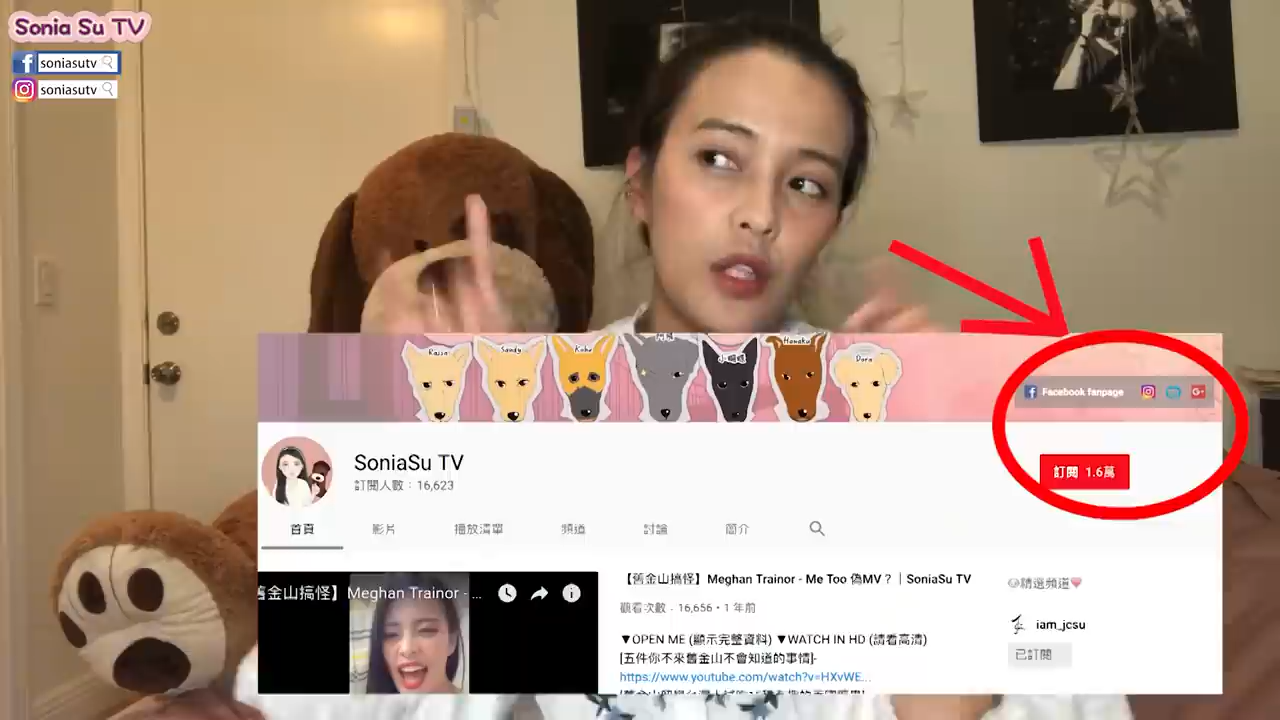 Sonia Su TV
soniasutv
soniasutv
Rasso
Sandy
Kobe
Hawaku
Dora
Facebook fanpage
SoniaSu TV
訂閱人數：16,623
訂閱 1.6萬
首頁
影片
播放清單
頻道
討論
簡介
舊金山搞怪】Meghan Trainor - ...
【舊金山搞怪】Meghan Trainor - Me Too 偽MV？｜SoniaSu TV
觀看次數：16,656・1 年前
▼OPEN ME (顯示完整資料) ▼WATCH IN HD (請看高清)
[五件你不來舊金山不會知道的事情]-
https://www.youtube.com/watch?v=HXvWE...
精選頻道
iam_jcsu
已訂閱